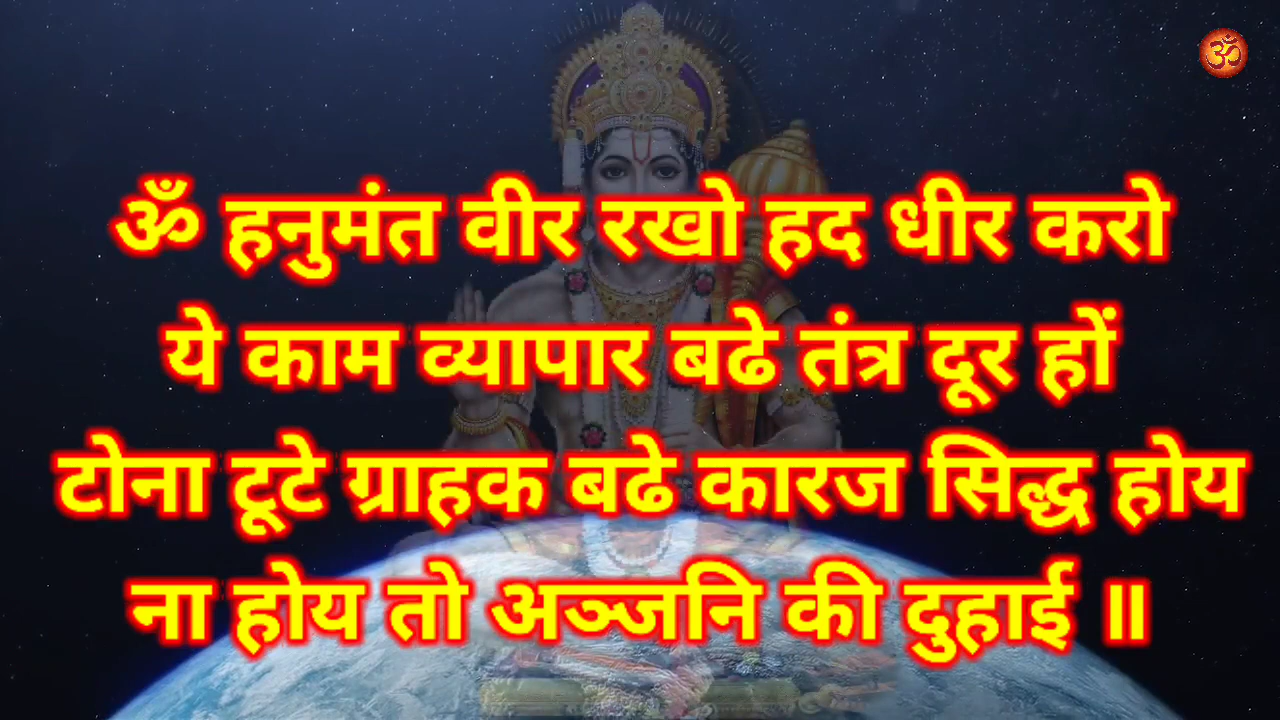 ॐ
ॐ हनुमंत वीर रखो हद धीर करो
ये काम व्यापार बढे तंत्र दूर हों
टोना टूटे ग्राहक बढे कारज सिद्ध होय
ना होय तो अञ्जनि की दुहाई ॥